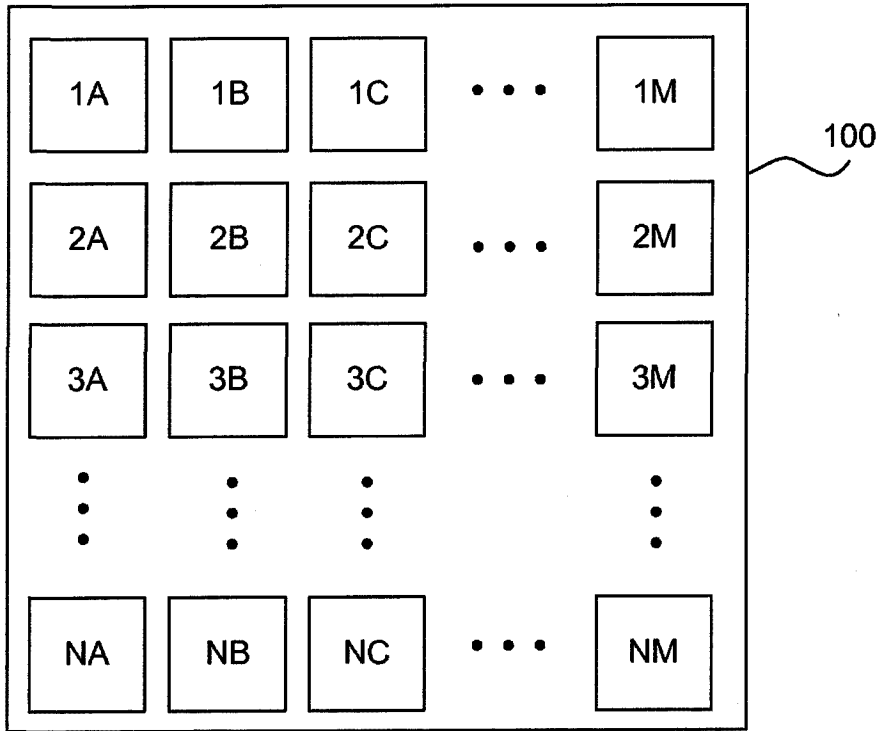 1A 1B 1C • • • 1M
100
2A 2B 2C • • • 2M
3A 3B 3C • • • 3M
NA NB NC • • • NM